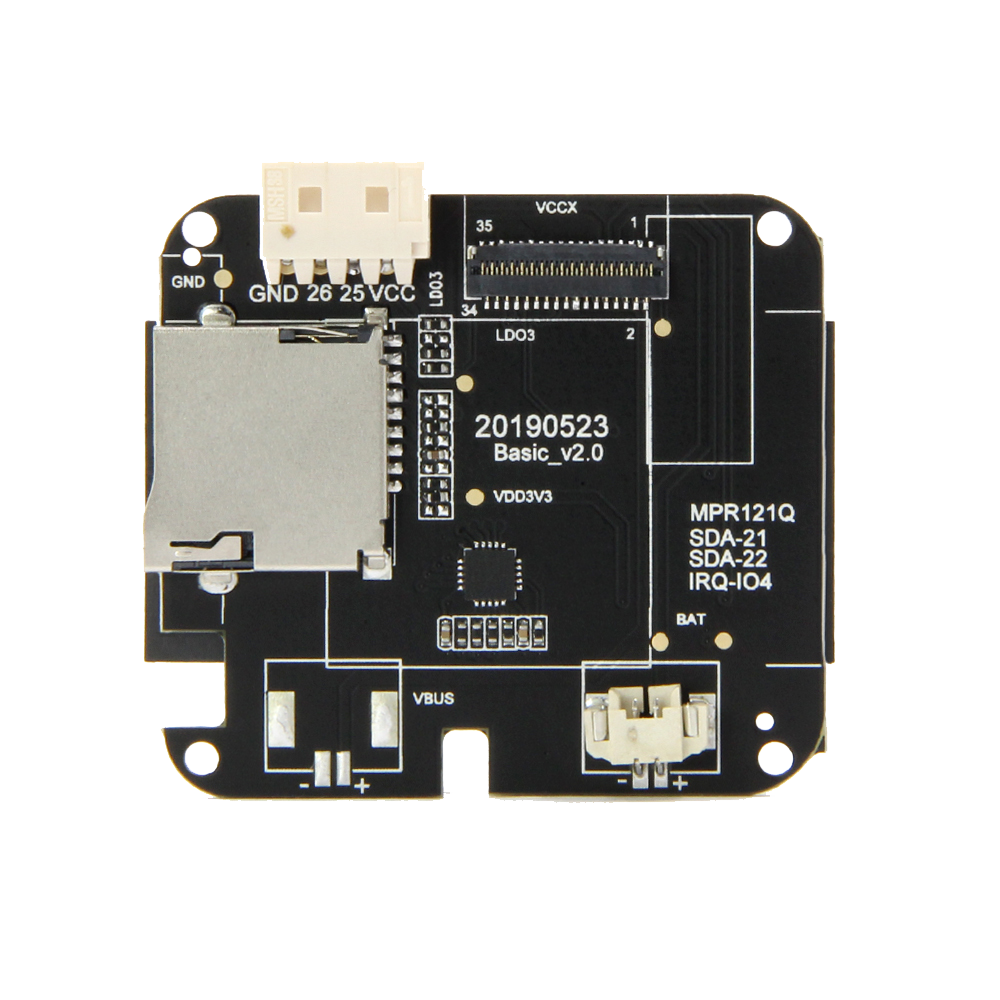 MSH3B
VCCX
35
1
GND
GND 26 25 VCC
LDO3
34
LDO3
2
20190523
Basic_v2.0
VDD3V3
MPR121Q
SDA-21
SDA-22
IRQ-IO4
BAT
VBUS
- +
- +